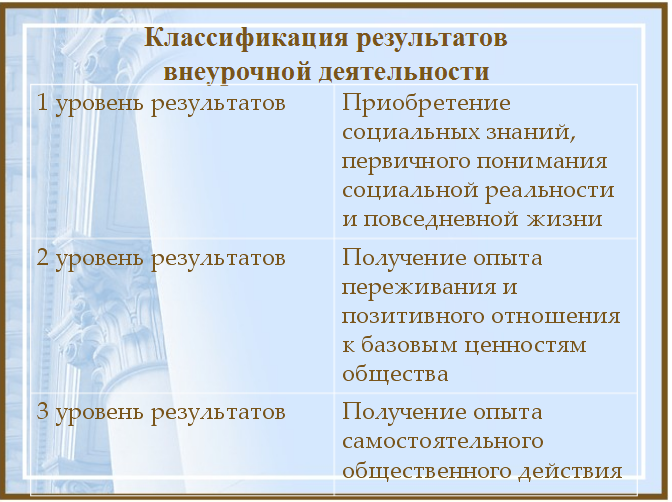 Классификация результатов
внеурочной деятельности
1 уровень результатов
Приобретение
социальных знаний,
первичного понимания
социальной реальности
и повседневной жизни
2 уровень результатов
Получение опыта
переживания и
позитивного отношения
к базовым ценностям
общества
3 уровень результатов
Получение опыта
самостоятельного
общественного действия